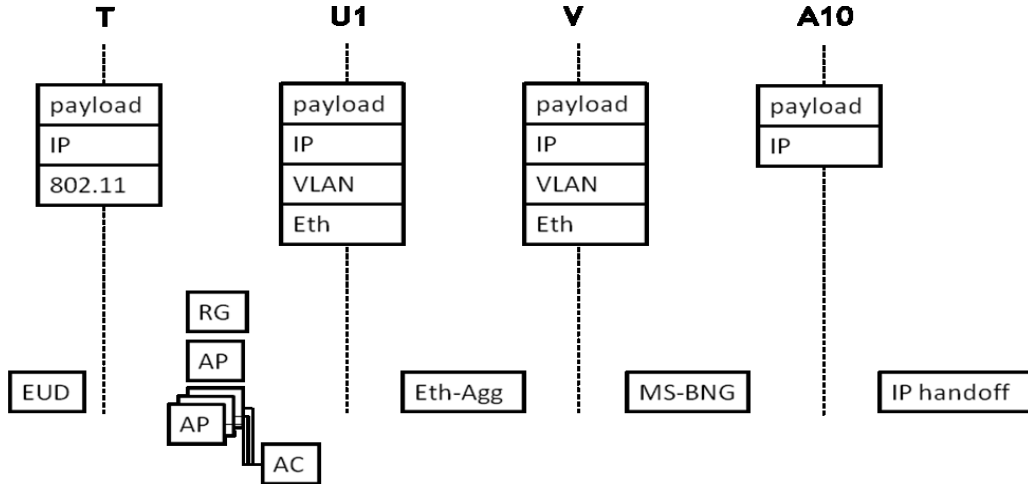 T U1 V A10
payload payload payload payload
IP IP IP IP
802.11 VLAN VLAN
Eth Eth
RG
AP
EUD Eth-Agg MS-BNG IP handoff
AP
AC